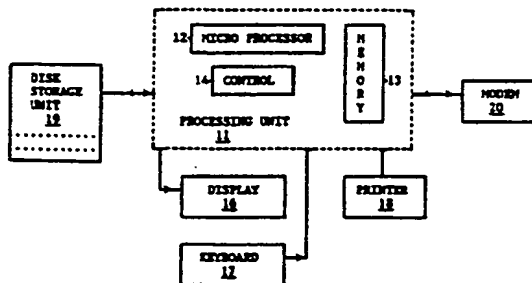 12 MICRO PROCESSOR
MEMORY
13
14 CONTROL
PROCESSING UNIT
11
DISK
STORAGE
UNIT
19
MODEM
20
DISPLAY
16
PRINTER
18
KEYBOARD
17